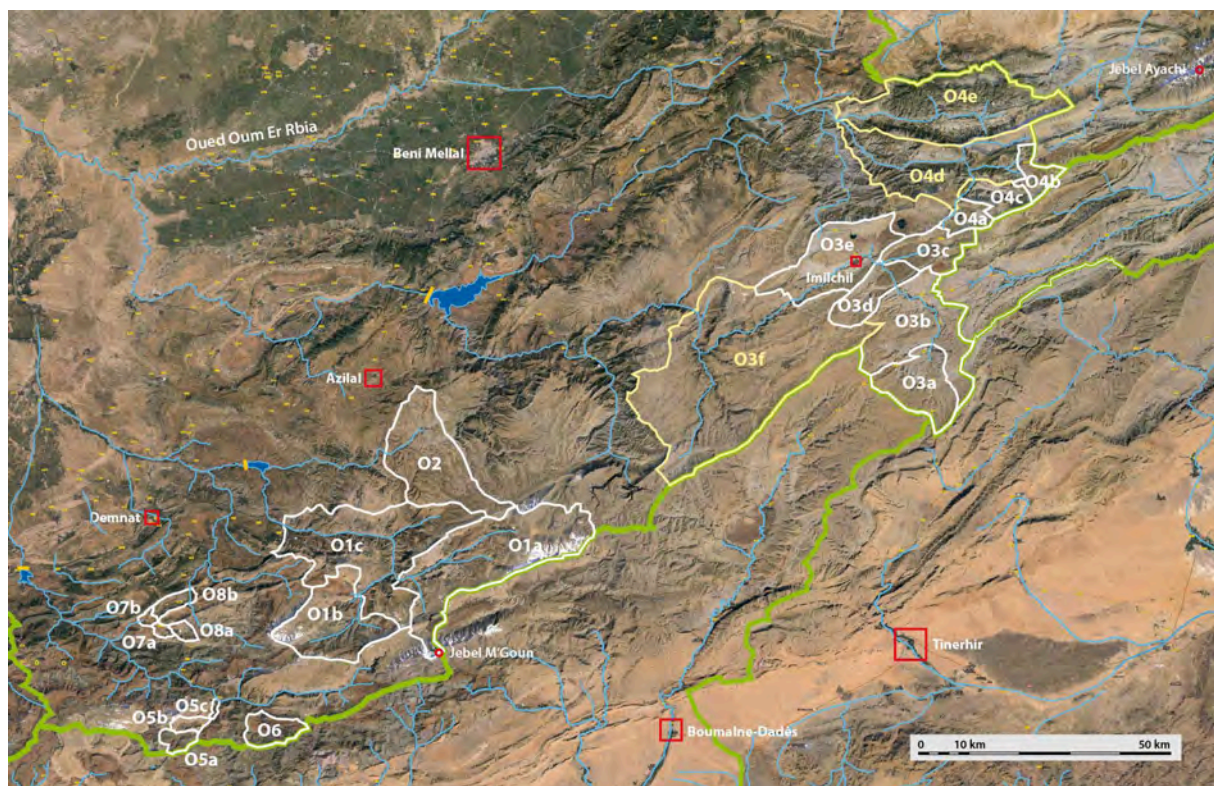 Jebel Ayachi
O4e
Oued Oum Er Rbia
Beni Mellal
O4d
O4b
O4c
O4a
O3e
O3c
Imilchil
O3d
O3b
O3f
O3a
Azilal
O2
Demnat
O1c
O1a
O7b
O8b
O1b
O7a
O8a
Jebel M'Goun
Tinerhir
O5c
O5b
O6
O5a
Boumalne-Dadès
0 10 km 50 km